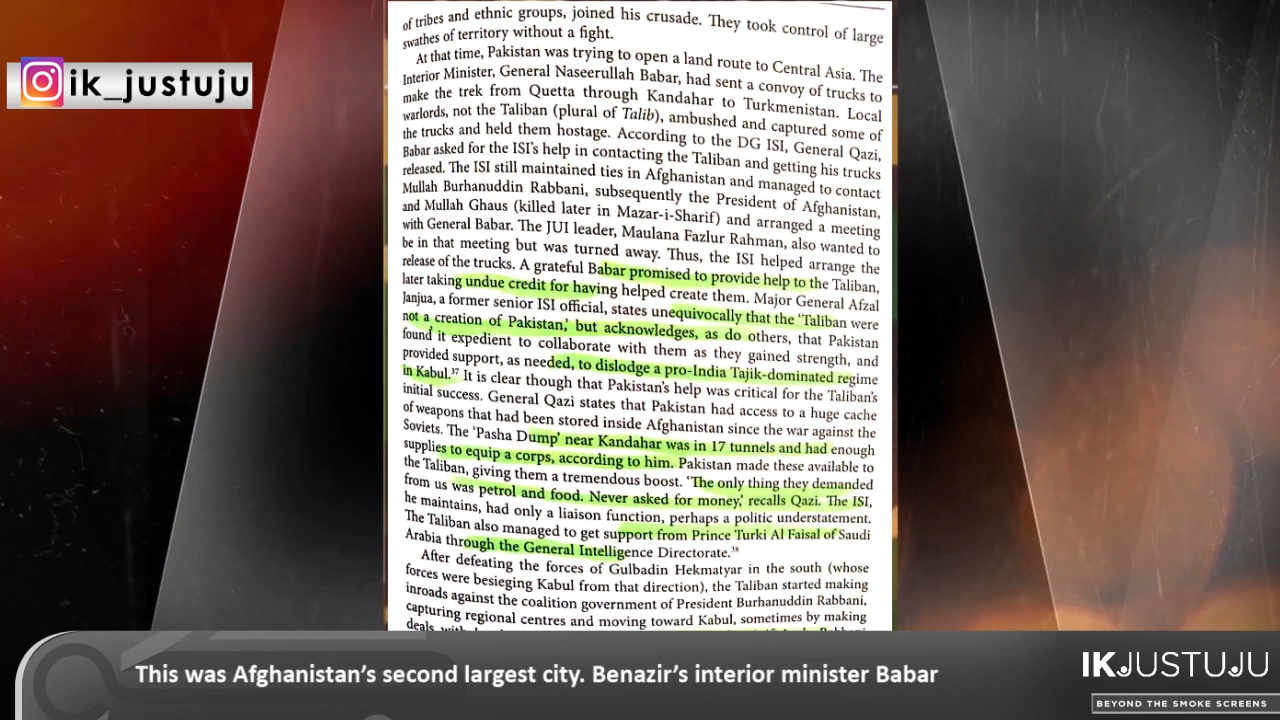 of tribes and ethnic groups, joined his crusade. They took control of large
swathes of territory without a fight.
At that time, Pakistan was trying to open a land route to Central Asia. The
Interior Minister, General Naseerullah Babar, had sent a convoy of trucks to
make the trek from Quetta through Kandahar to Turkmenistan. Local
warlords, not the Taliban (plural of Talib), ambushed and captured some of
the trucks and held them hostage. According to the DG ISI, General Qazi,
Babar asked for the ISI's help in contacting the Taliban and getting his trucks
released. The ISI still maintained ties in Afghanistan and managed to contact
Mullah Burhanuddin Rabbani, subsequently the President of Afghanistan,
and Mullah Ghaus (killed later in Mazar-i-Sharif) and arranged a meeting
with General Babar. The JUI leader, Maulana Fazlur Rahman, also wanted to
be in that meeting but was turned away. Thus, the ISI helped arrange the
release of the trucks. A grateful Babar promised to provide help to the Taliban,
later taking undue credit for having helped create them. Major General Afzal
Janjua, a former senior ISI official, states unequivocally that the 'Taliban were
not a creation of Pakistan,' but acknowledges, as do others, that Pakistan
found it expedient to collaborate with them as they gained strength, and
provided support, as needed, to dislodge a pro-India Tajik-dominated regime
in Kabul.³⁷ It is clear though that Pakistan's help was critical for the Taliban's
initial success. General Qazi states that Pakistan had access to a huge cache
of weapons that had been stored inside Afghanistan since the war against the
Soviets. The 'Pasha Dump' near Kandahar was in 17 tunnels and had enough
supplies to equip a corps, according to him. Pakistan made these available to
the Taliban, giving them a tremendous boost. 'The only thing they demanded
from us was petrol and food. Never asked for money,' recalls Qazi. The ISI,
he maintains, had only a liaison function, perhaps a politic understatement.
The Taliban also managed to get support from Prince Turki Al Faisal of Saudi
Arabia through the General Intelligence Directorate.³⁸
After defeating the forces of Gulbadin Hekmatyar in the south (whose
forces were besieging Kabul from that direction), the Taliban started making
inroads against the coalition government of President Burhanuddin Rabbani,
capturing regional centres and moving toward Kabul, sometimes by making
ik_justuju
This was Afghanistan's second largest city. Benazir's interior minister Babar
IKJUSTUJU
BEYOND THE SMOKE SCREENS